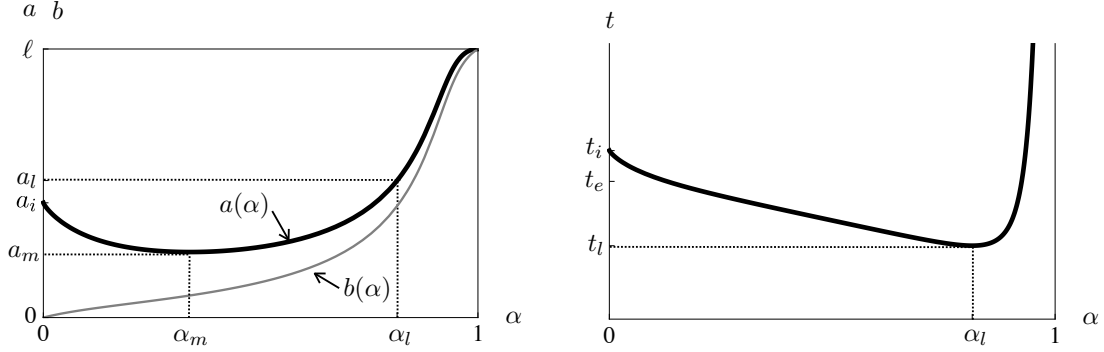 a b
ℓ
a_l
a_i
a(α)
a_m
b(α)
0
0 α_m α_l 1 α
t
t_i
t_e
t_l
0 α_l 1 α